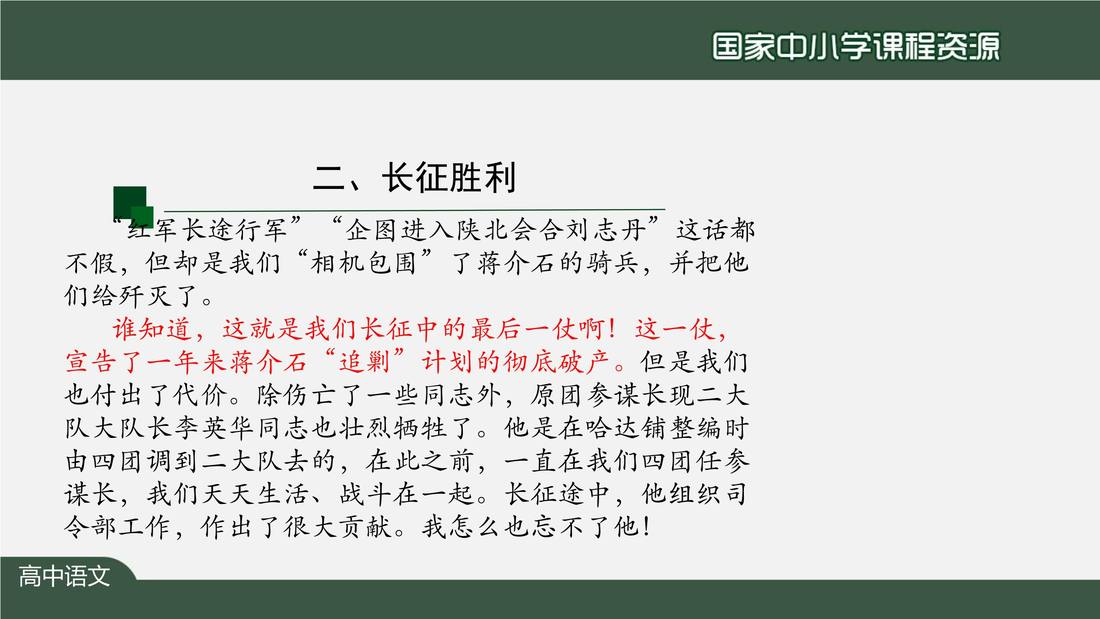 国家中小学课程资源
二、长征胜利
“红军长途行军”“企图进入陕北会合刘志丹”这话都
不假，但却是我们“相机包围”了蒋介石的骑兵，并把他
们给歼灭了。
谁知道，这就是我们长征中的最后一仗啊！这一仗，
宣告了一年来蒋介石“追剿”计划的彻底破产。但是我们
也付出了代价。除伤亡了一些同志外，原团参谋长现二大
队大队长李英华同志也壮烈牺牲了。他是在哈达铺整编时
由四团调到二大队去的，在此之前，一直在我们四团任参
谋长，我们天天生活、战斗在一起。长征途中，他组织司
令部工作，作出了很大贡献。我怎么也忘不了他！
高中语文